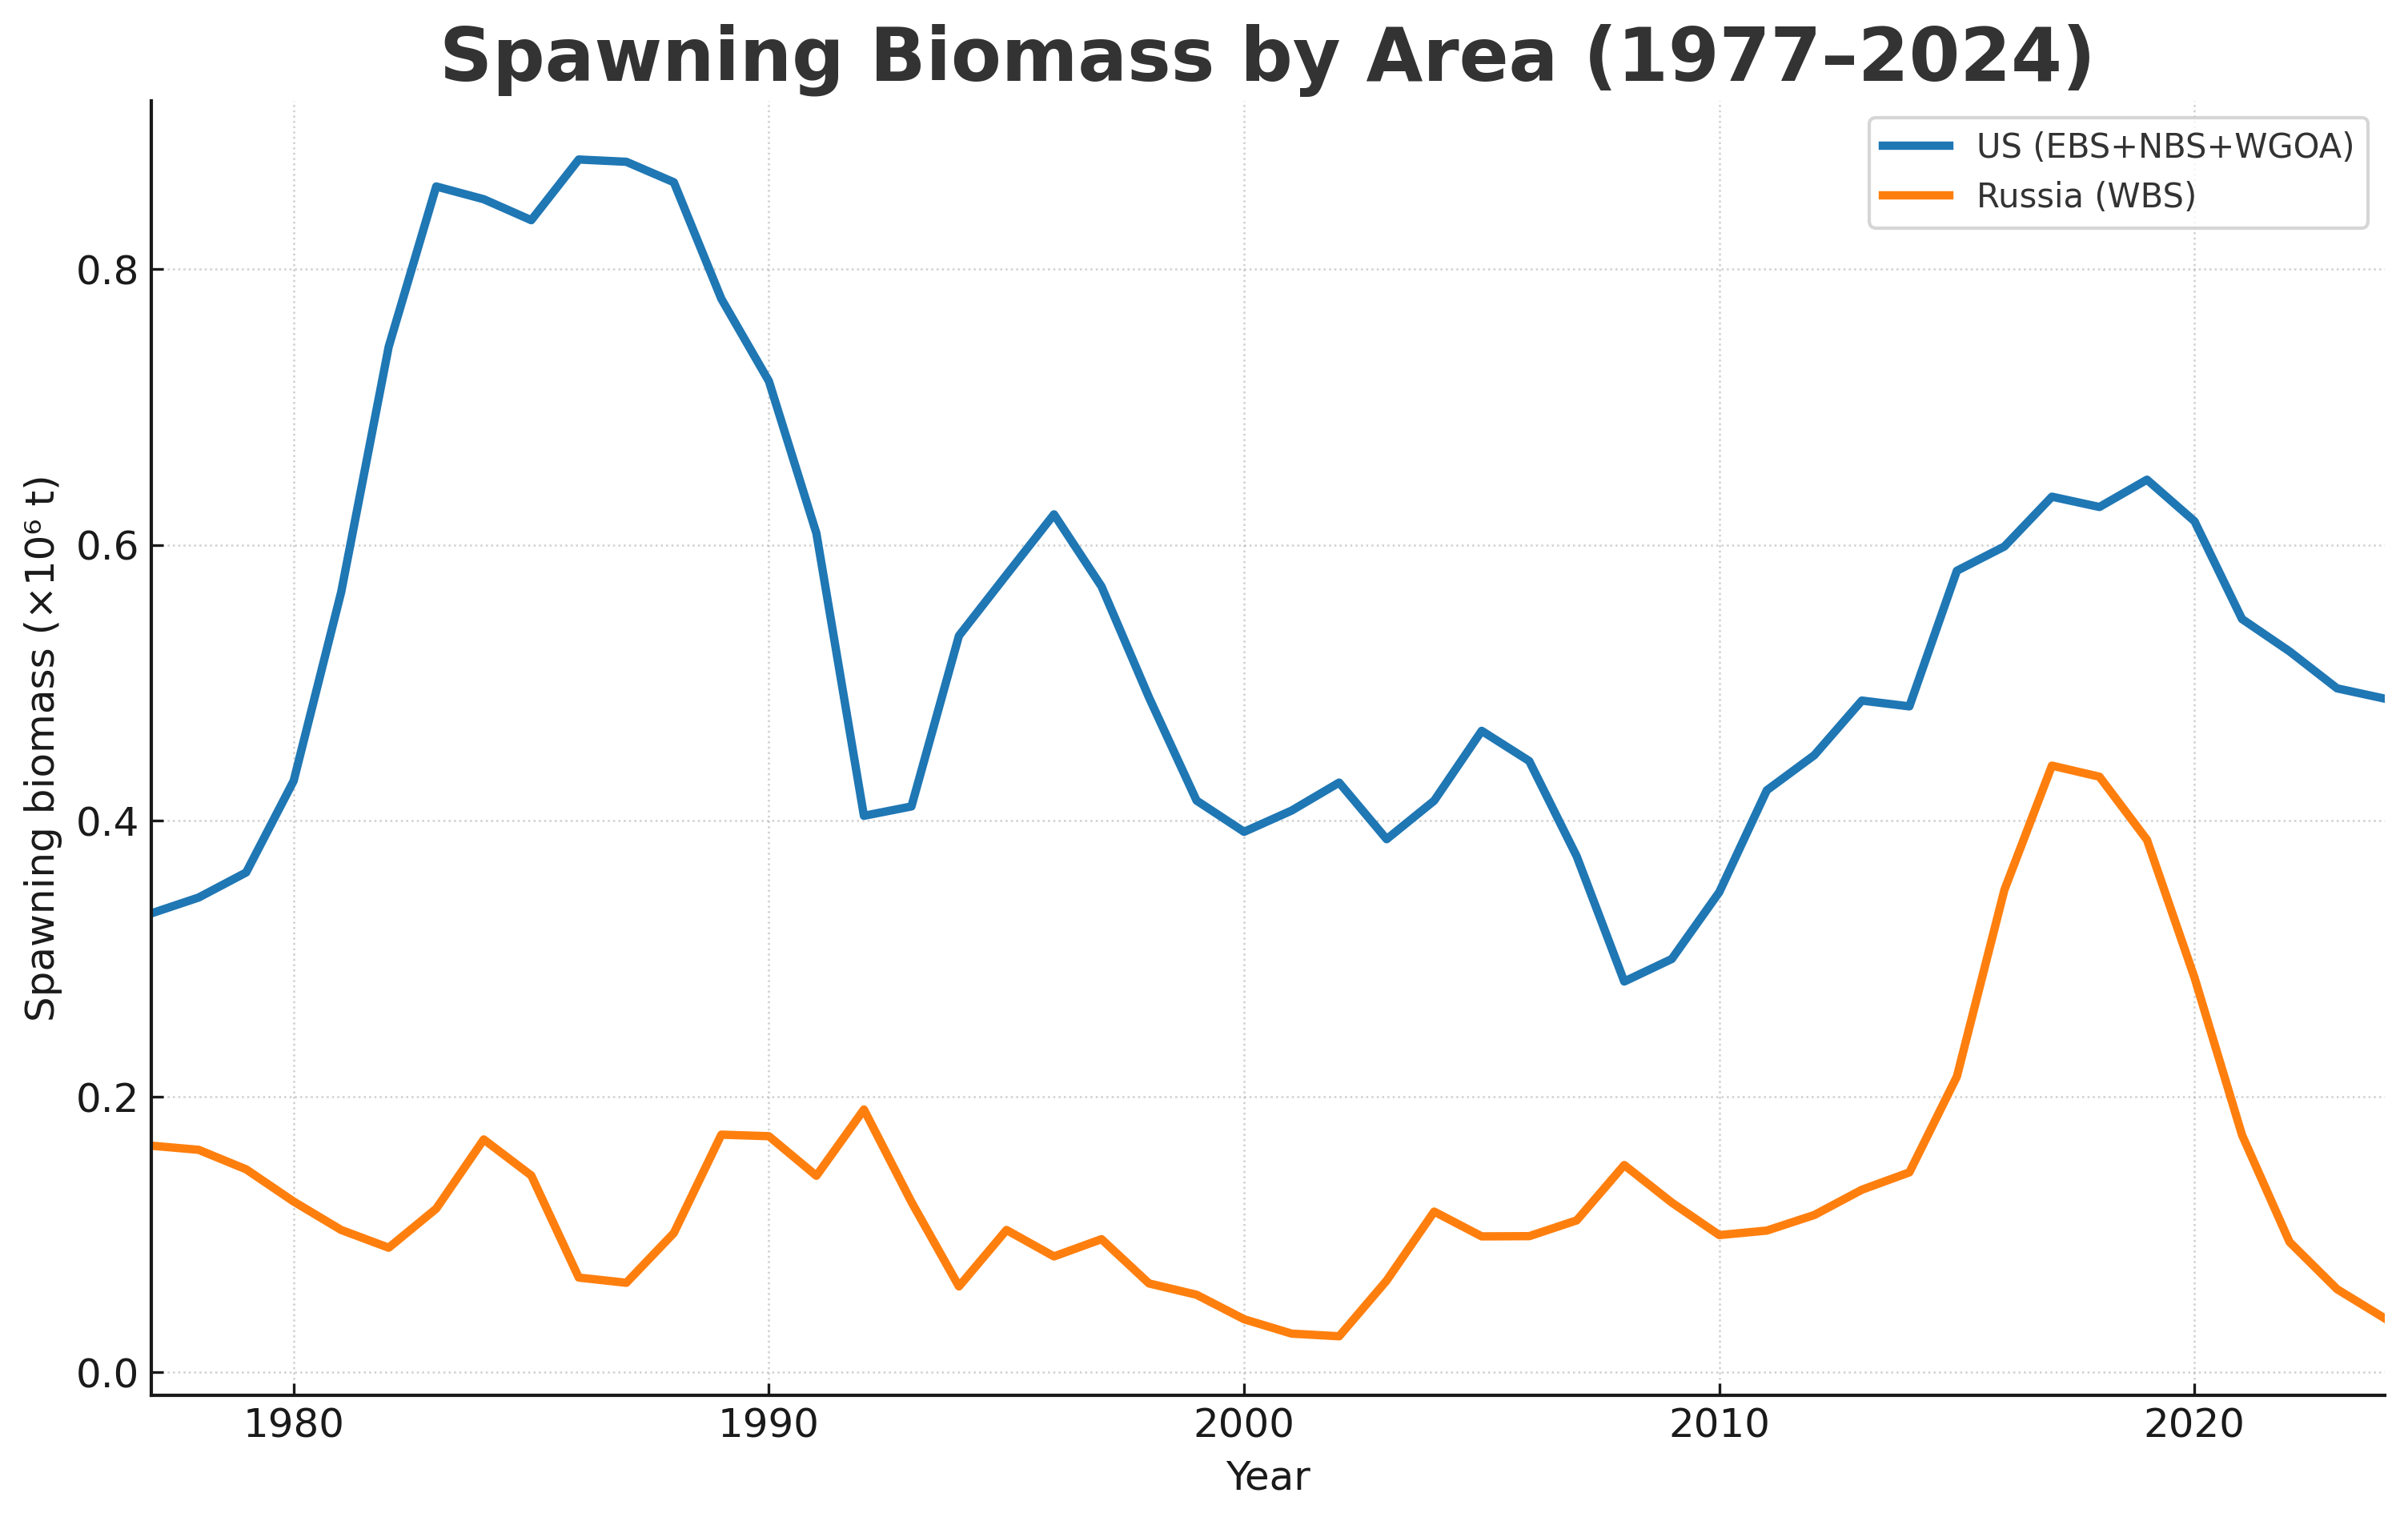 Spawning Biomass by Area (1977–2024)
US (EBS+NBS+WGOA)
Russia (WBS)
Spawning biomass (×10⁶ t)
0.8
0.6
0.4
0.2
0.0
1980 1990 2000 2010 2020
Year